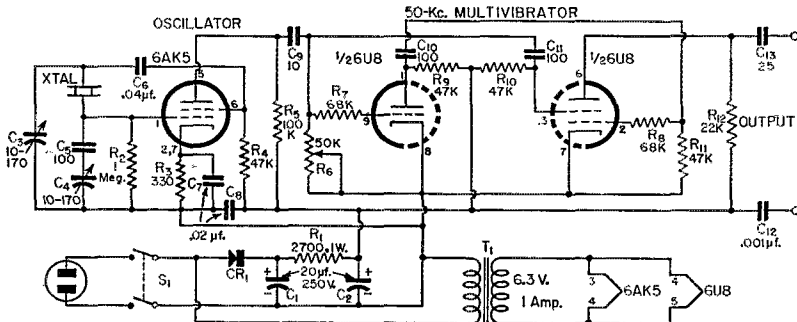 50-Kc. MULTIVIBRATOR
OSCILLATOR
XTAL
6AK5
C6
.04µf.
C3
10-170
C5
100
C4
10-170
R2
1
Meg.
1
5
6
2,7
R3
330
C7
C8
.02 µf.
R4
47K
R5
100
K
C9
10
R7
68K
50K
R6
½6U8
C10
100
1
9
8
R9
47K
R10
47K
C11
100
½6U8
6
3
2
7
R8
68K
R11
47K
C13
25
R12
22K
OUTPUT
C12
.001µf.
S1
CR1
R1
2700.1W.
20µf.
250V.
+
+
C1
C2
T1
6.3 V.
1 Amp.
3
4
6AK5
4
5
6U8